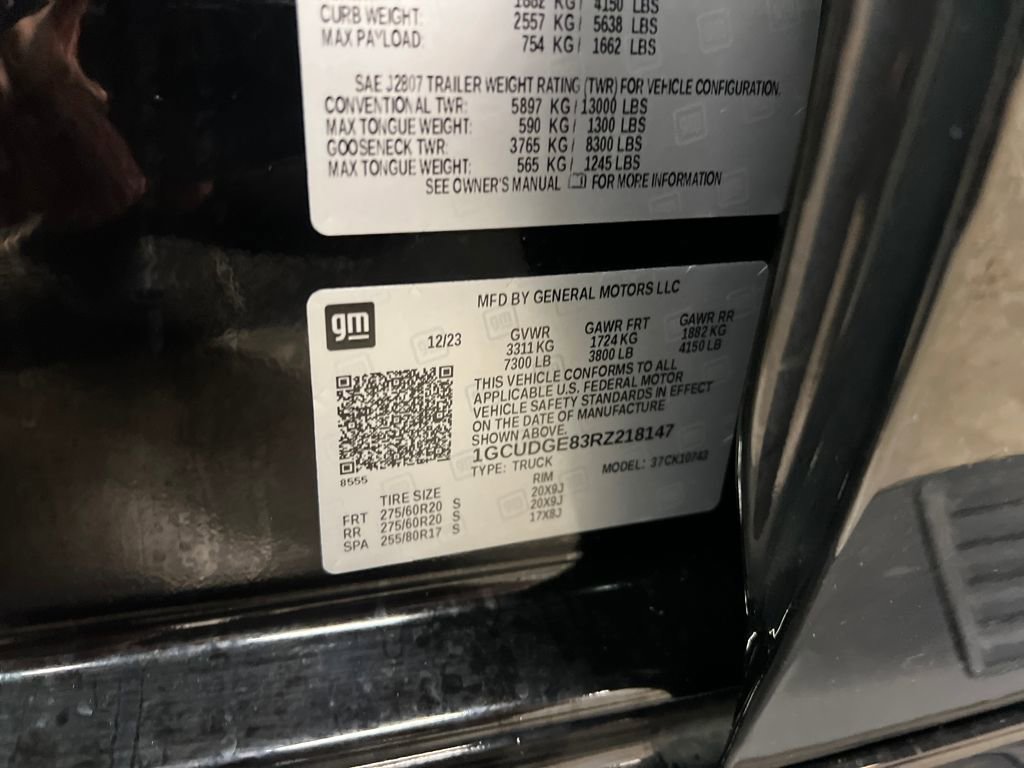 1882 KG/ 4150 LBS
CURB WEIGHT: 2557 KG/ 5638 LBS
MAX PAYLOAD: 754 KG/ 1662 LBS
SAE J2807 TRAILER WEIGHT RATING (TWR) FOR VEHICLE CONFIGURATION.
CONVENTIONAL TWR: 5897 KG/ 13000 LBS
MAX TONGUE WEIGHT: 590 KG/ 1300 LBS
GOOSENECK TWR: 3765 KG/ 8300 LBS
MAX TONGUE WEIGHT: 565 KG/ 1245 LBS
SEE OWNER'S MANUAL FOR MORE INFORMATION
gm
MFD BY GENERAL MOTORS LLC
12/23 GVWR GAWR FRT GAWR RR
3311 KG 1724 KG 1882 KG
7300 LB 3800 LB 4150 LB
THIS VEHICLE CONFORMS TO ALL
APPLICABLE U.S. FEDERAL MOTOR
VEHICLE SAFETY STANDARDS IN EFFECT
ON THE DATE OF MANUFACTURE
SHOWN ABOVE.
1GCUDGE83RZ218147
TYPE: TRUCK MODEL: 37CK10743
8555
TIRE SIZE RIM
FRT 275/60R20 S 20X9J
RR 275/60R20 S 20X9J
SPA 255/80R17 S 17X8J